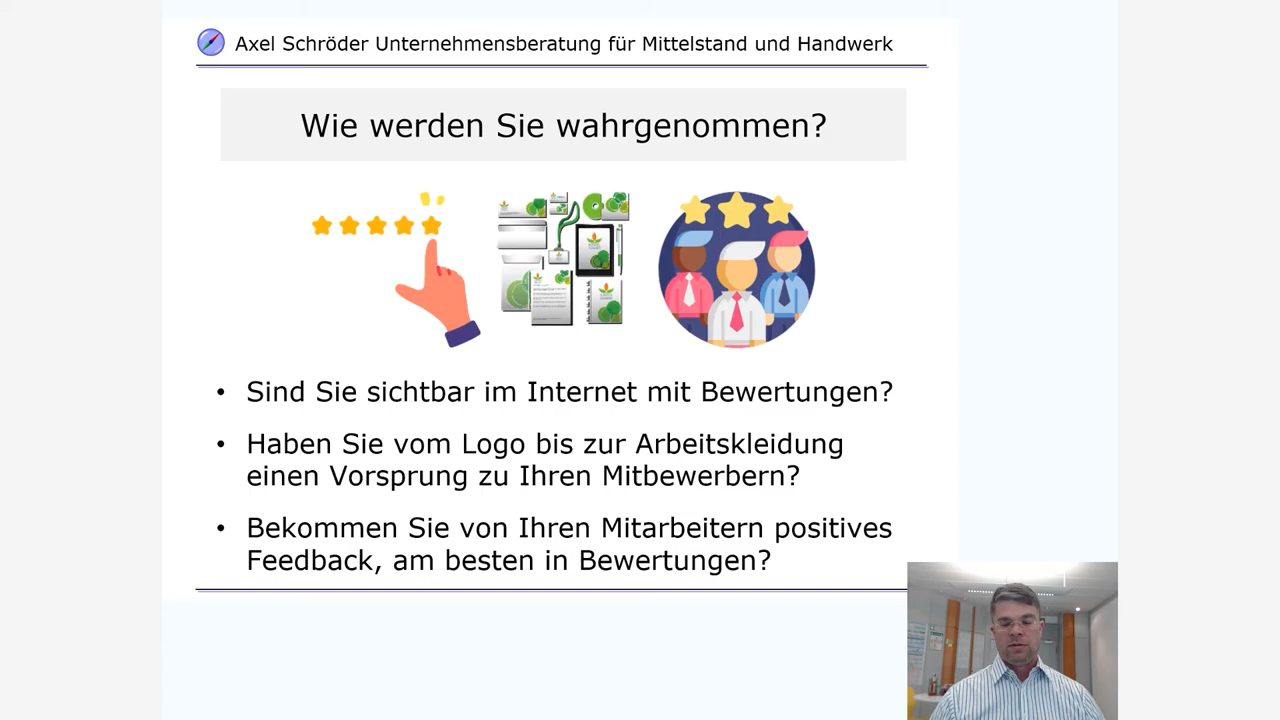 Axel Schröder Unternehmensberatung für Mittelstand und Handwerk
Wie werden Sie wahrgenommen?
• Sind Sie sichtbar im Internet mit Bewertungen?
• Haben Sie vom Logo bis zur Arbeitskleidung
einen Vorsprung zu Ihren Mitbewerbern?
• Bekommen Sie von Ihren Mitarbeitern positives
Feedback, am besten in Bewertungen?